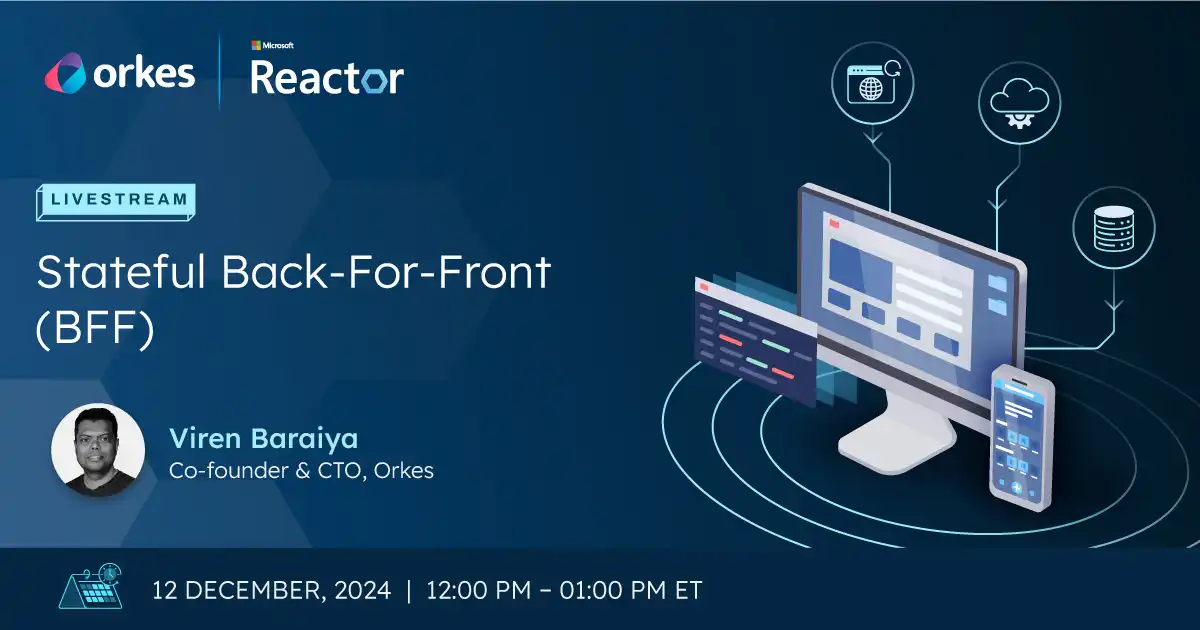 orkes
Microsoft
Reactor
LIVESTREAM
Stateful Back-For-Front
(BFF)
Viren Baraiya
Co-founder & CTO, Orkes
12 DECEMBER, 2024 | 12:00 PM – 01:00 PM ET